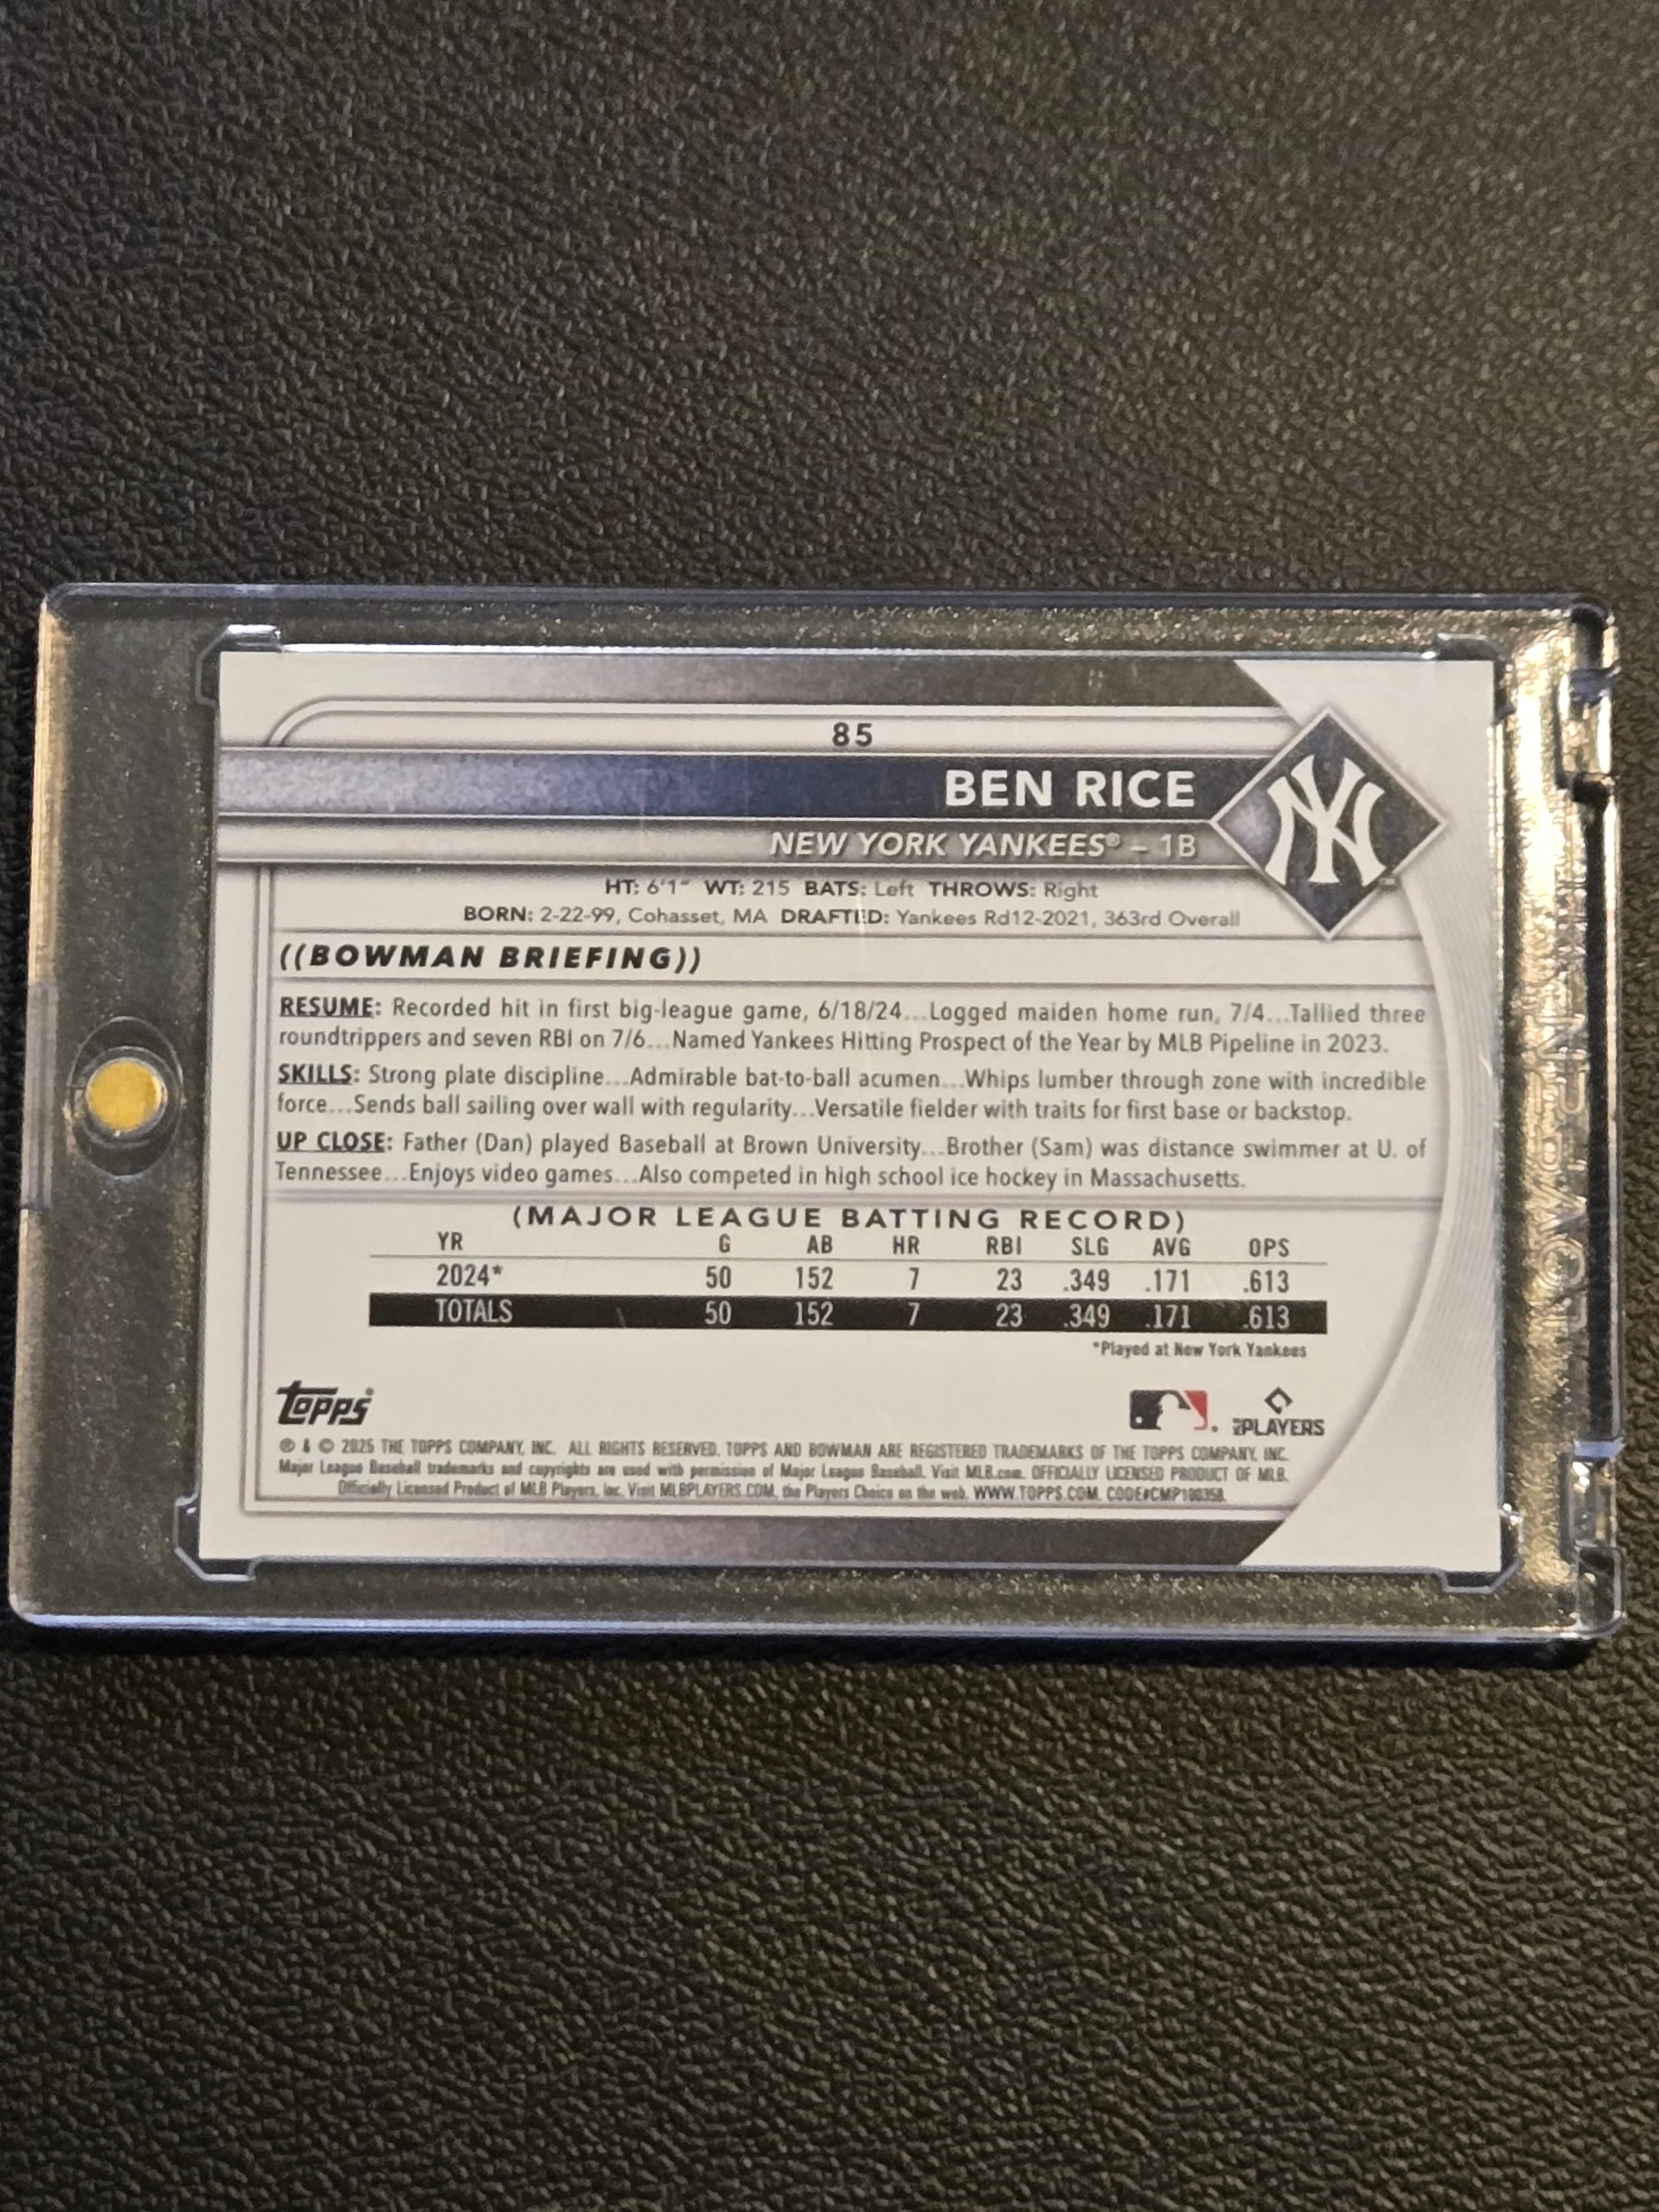 85
BEN RICE
NEW YORK YANKEES® – 1B
HT: 6'1" WT: 215 BATS: Left THROWS: Right
BORN: 2-22-99, Cohasset, MA DRAFTED: Yankees Rd12-2021, 363rd Overall
((BOWMAN BRIEFING))
RESUME: Recorded hit in first big-league game, 6/18/24...Logged maiden home run, 7/4...Tallied three
roundtrippers and seven RBI on 7/6...Named Yankees Hitting Prospect of the Year by MLB Pipeline in 2023.
SKILLS: Strong plate discipline...Admirable bat-to-ball acumen...Whips lumber through zone with incredible
force...Sends ball sailing over wall with regularity...Versatile fielder with traits for first base or backstop.
UP CLOSE: Father (Dan) played Baseball at Brown University...Brother (Sam) was distance swimmer at U. of
Tennessee...Enjoys video games...Also competed in high school ice hockey in Massachusetts.
(MAJOR LEAGUE BATTING RECORD)
YR G AB HR RBI SLG AVG OPS
2024* 50 152 7 23 .349 .171 .613
TOTALS 50 152 7 23 .349 .171 .613
*Played at New York Yankees
TOPPS
PLAYERS
® & © 2025 THE TOPPS COMPANY, INC. ALL RIGHTS RESERVED. TOPPS AND BOWMAN ARE REGISTERED TRADEMARKS OF THE TOPPS COMPANY, INC.
Major League Baseball trademarks and copyrights are used with permission of Major League Baseball. Visit MLB.com. OFFICIALLY LICENSED PRODUCT OF MLB.
Officially Licensed Product of MLB Players, Inc. Visit MLBPLAYERS.COM, the Players Choice on the web. WWW.TOPPS.COM. CODE#CMP100358